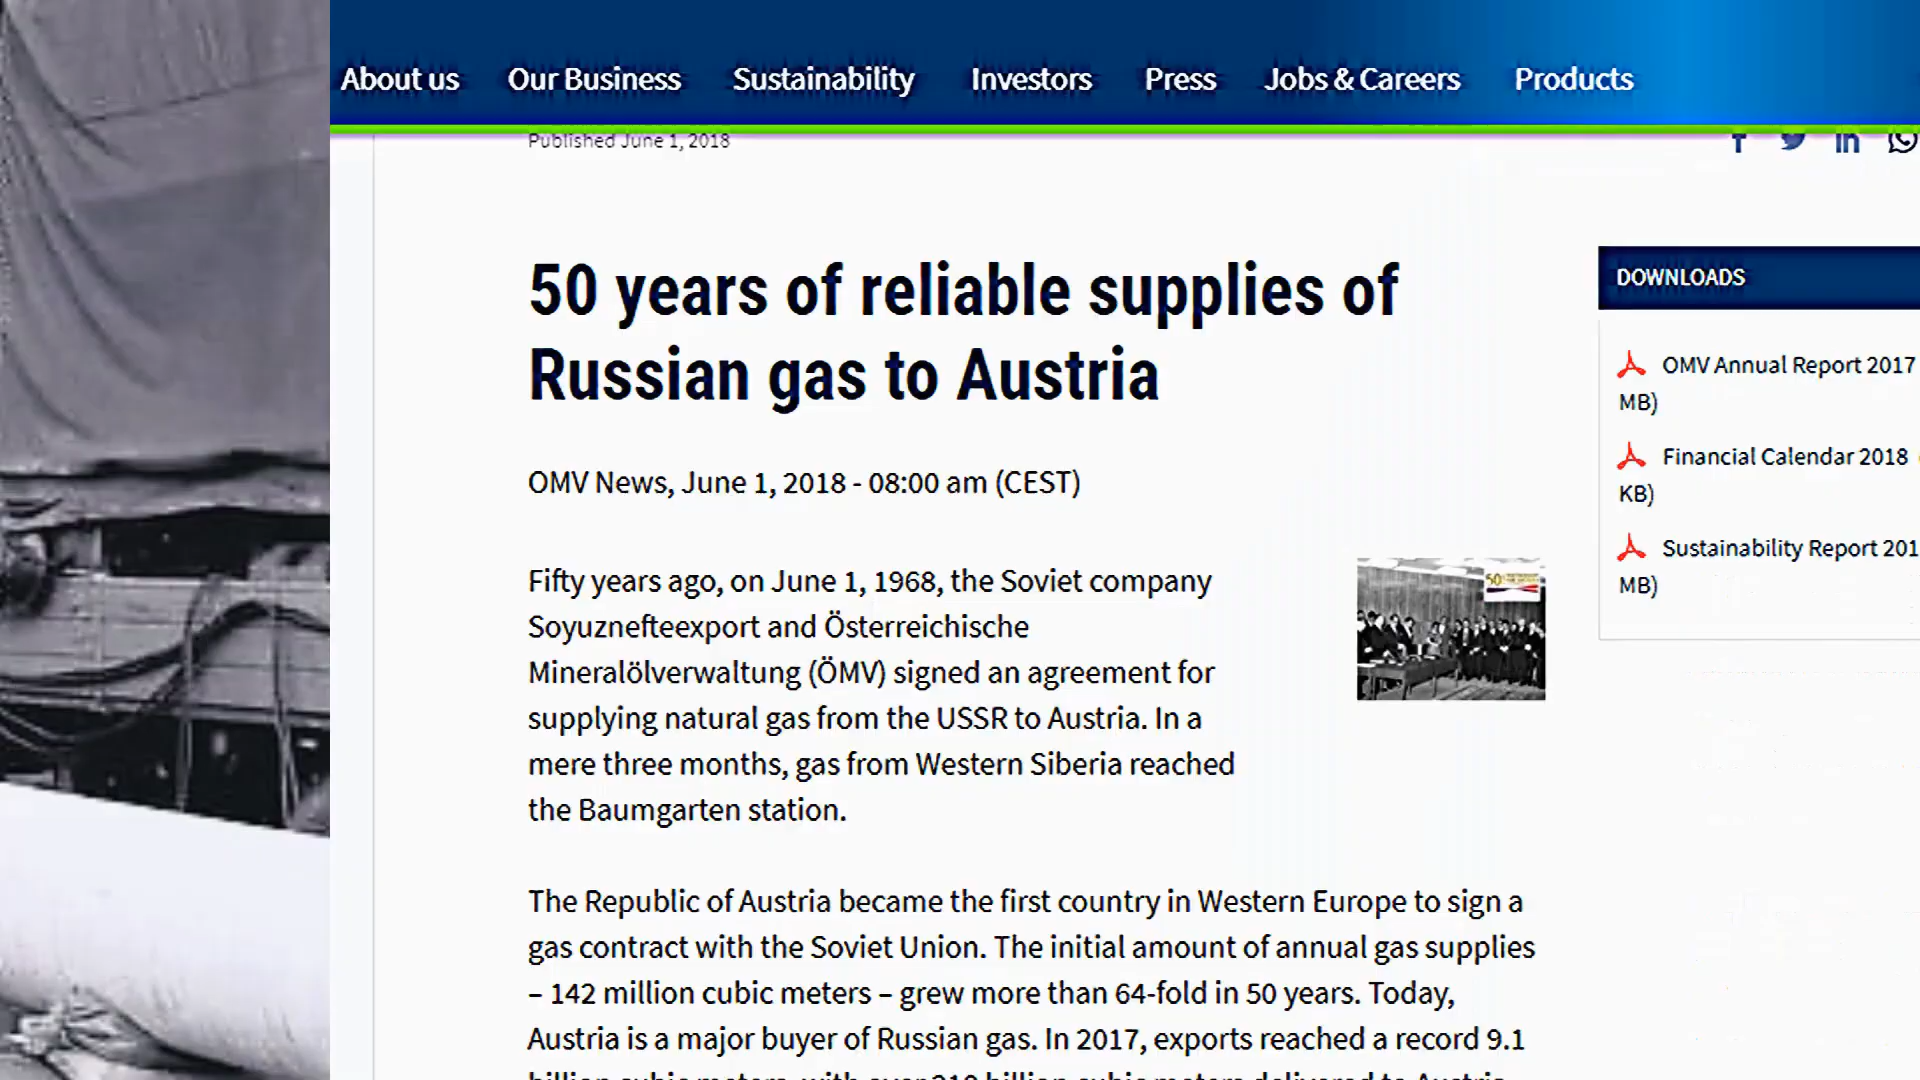 About us Our Business Sustainability Investors Press Jobs & Careers Products
Published June 1, 2018
50 years of reliable supplies of
Russian gas to Austria
OMV News, June 1, 2018 - 08:00 am (CEST)
Fifty years ago, on June 1, 1968, the Soviet company
Soyuznefteexport and Österreichische
Mineralölverwaltung (ÖMV) signed an agreement for
supplying natural gas from the USSR to Austria. In a
mere three months, gas from Western Siberia reached
the Baumgarten station.
The Republic of Austria became the first country in Western Europe to sign a
gas contract with the Soviet Union. The initial amount of annual gas supplies
– 142 million cubic meters – grew more than 64-fold in 50 years. Today,
Austria is a major buyer of Russian gas. In 2017, exports reached a record 9.1
DOWNLOADS
OMV Annual Report 2017
MB)
Financial Calendar 2018
KB)
Sustainability Report 201
MB)
50